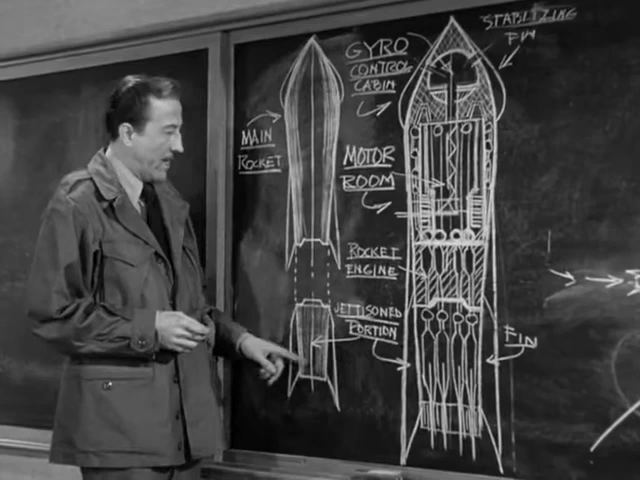 STABILIZING
FIN
GYRO
CONTROL
CABIN
MAIN
ROCKET
MOTOR
ROOM
ROCKET
ENGINE
JETTISONED
PORTION
FIN